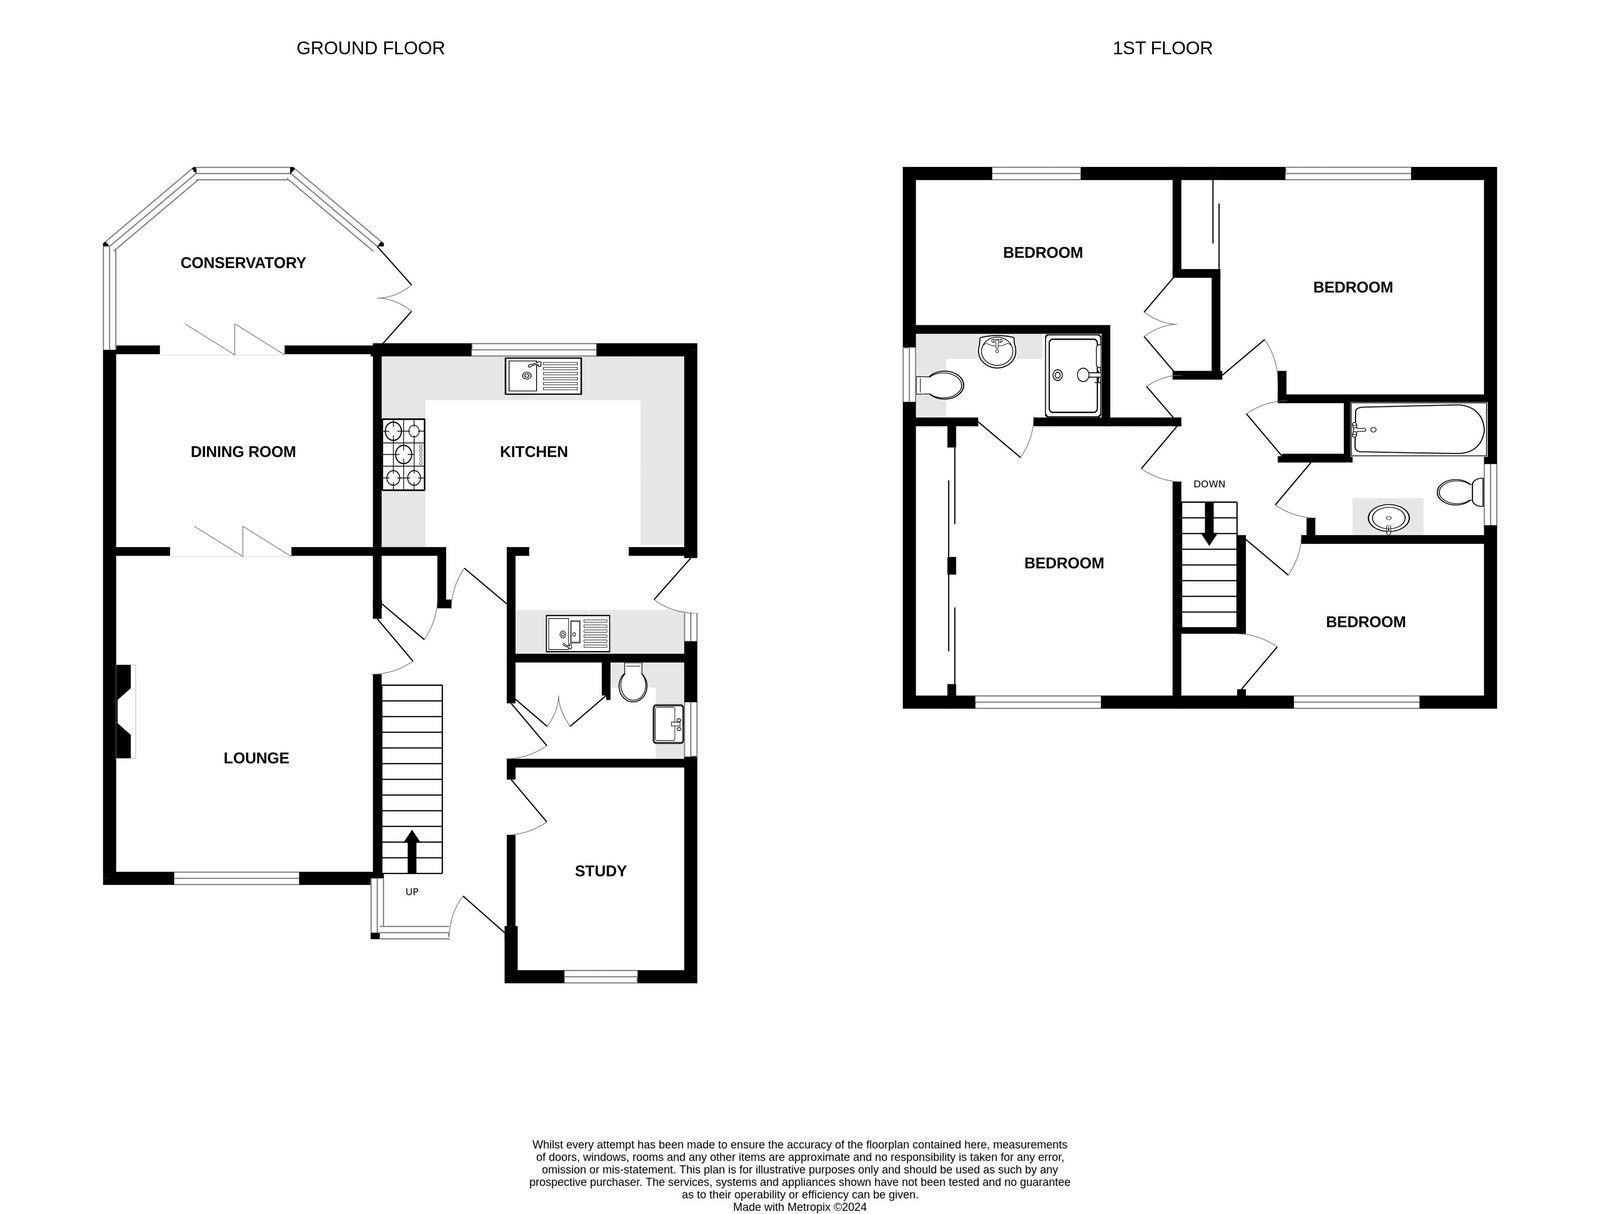 GROUND FLOOR
1ST FLOOR
CONSERVATORY
DINING ROOM
KITCHEN
LOUNGE
UP
STUDY
BEDROOM
BEDROOM
DOWN
BEDROOM
BEDROOM
Whilst every attempt has been made to ensure the accuracy of the floorplan contained here, measurements
of doors, windows, rooms and any other items are approximate and no responsibility is taken for any error,
omission or mis-statement. This plan is for illustrative purposes only and should be used as such by any
prospective purchaser. The services, systems and appliances shown have not been tested and no guarantee
as to their operability or efficiency can be given.
Made with Metropix ©2024